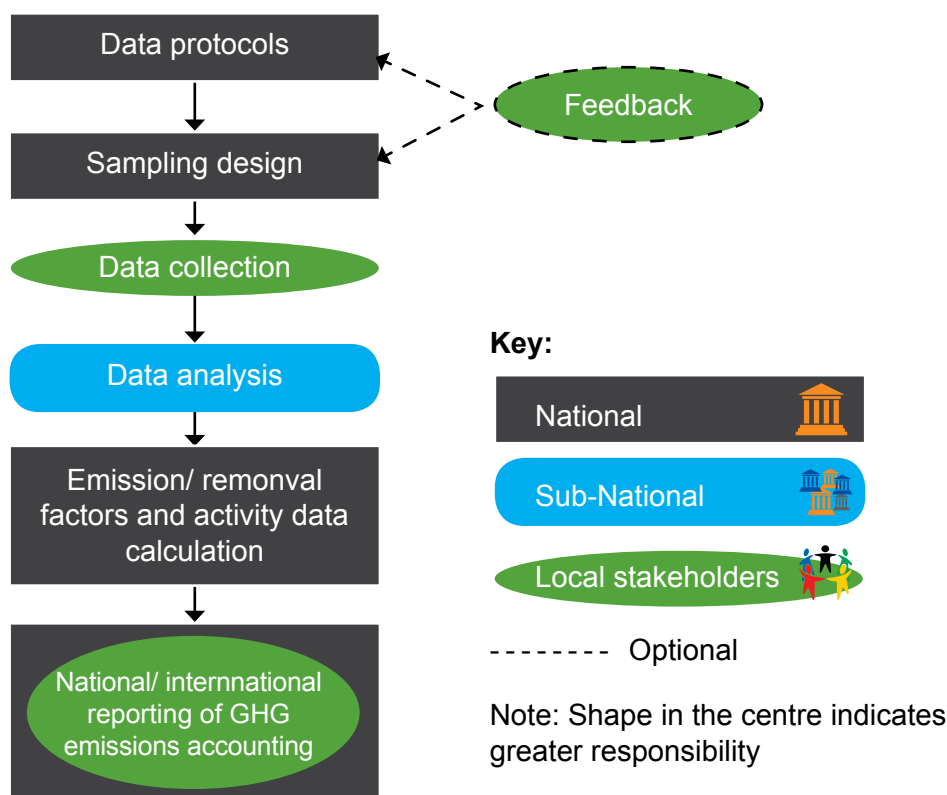 Data protocols
Feedback
Sampling design
Data collection
Data analysis
Emission/ remonval
factors and activity data
calculation
National/ internnational
reporting of GHG
emissions accounting
Key:
National
Sub-National
Local stakeholders
-------- Optional
Note: Shape in the centre indicates
greater responsibility